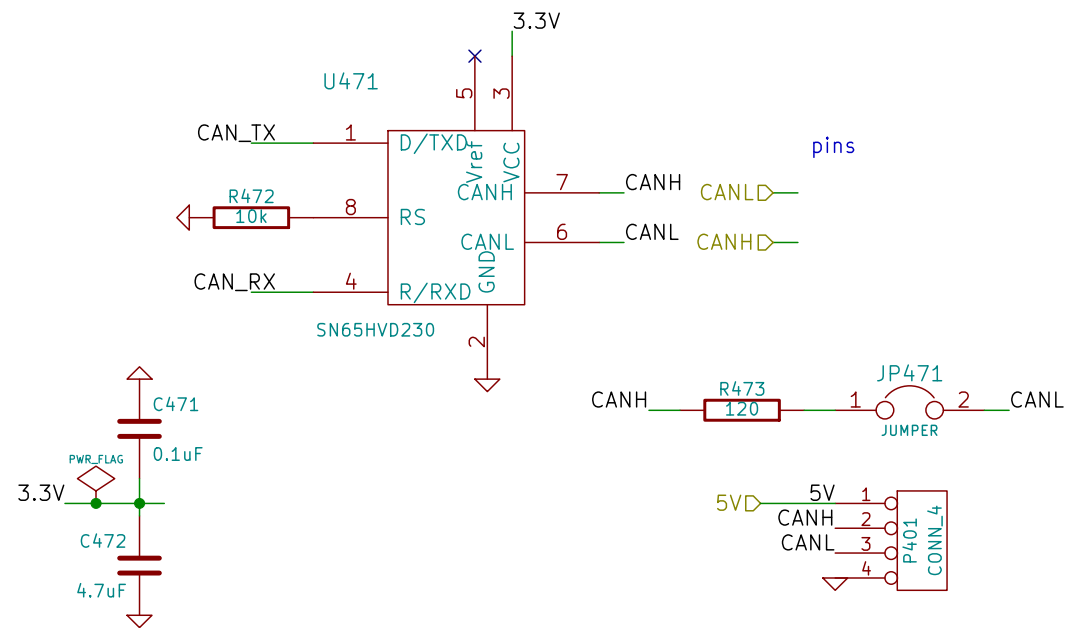 3.3V
U471
5
3
CAN_TX
1
D/TXD
Vref
VCC
pins
CANH
7
CANH
CANL
R472
10k
8
RS
CANL
6
CANL
CANH
GND
CAN_RX
4
R/RXD
SN65HVD230
2
C471
0.1uF
PWR_FLAG
3.3V
C472
4.7uF
CANH
R473
120
JP471
1
2
CANL
JUMPER
5V
5V
1
CANH
2
CANL
3
4
P401
CONN_4